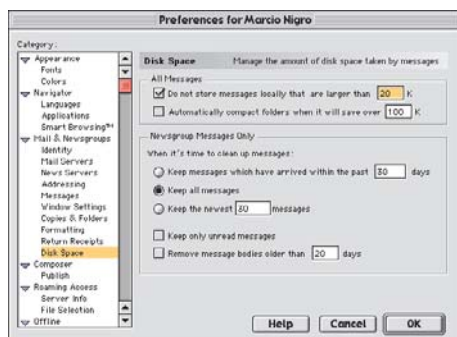 Preferences for Marcio Nigro
Category:
Appearance
Fonts
Colors
Navigator
Languages
Applications
Smart Browsing™
Mail & Newsgroups
Identity
Mail Servers
News Servers
Addressing
Messages
Window Settings
Copies & Folders
Formatting
Return Receipts
Disk Space
Composer
Publish
Roaming Access
Server Info
File Selection
Offline
Disk Space Manage the amount of disk space taken by messages
All Messages
Do not store messages locally that are larger than 20 K
Automatically compact folders when it will save over 100 K
Newsgroup Messages Only
When it's time to clean up messages:
Keep messages which have arrived within the past 30 days
Keep all messages
Keep the newest 30 messages
Keep only unread messages
Remove message bodies older than 20 days
Help Cancel OK